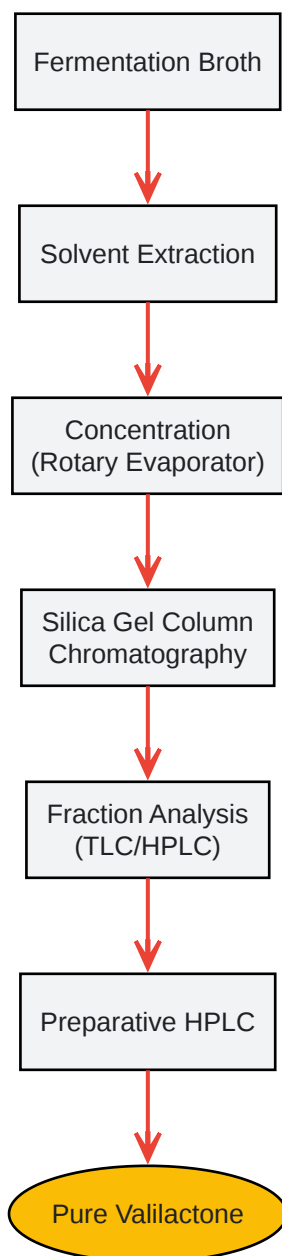 Fermentation Broth
Solvent Extraction
Concentration
(Rotary Evaporator)
Silica Gel Column
Chromatography
Fraction Analysis
(TLC/HPLC)
Preparative HPLC
Pure Valilactone